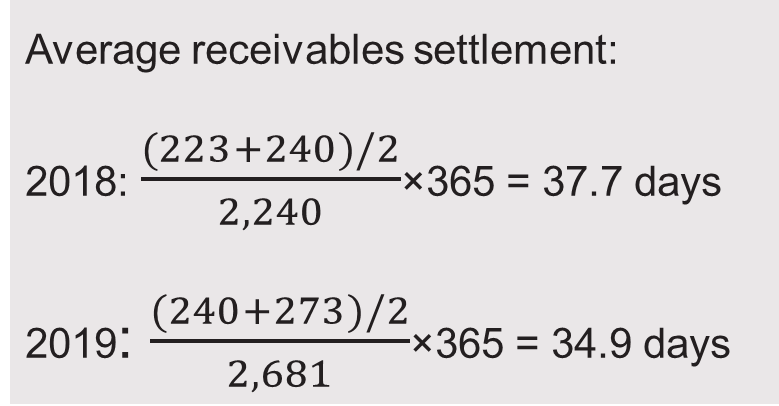 Average receivables settlement:
2018: (223+240)/2 / 2,240 ×365 = 37.7 days
2019: (240+273)/2 / 2,681 ×365 = 34.9 days